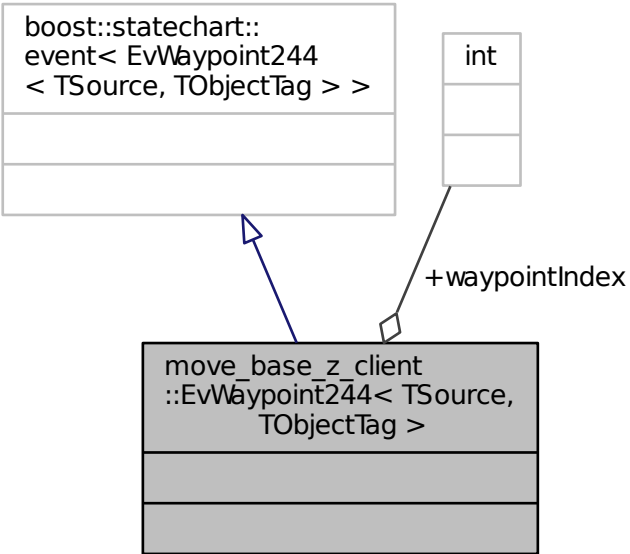 boost::statechart::
event< EvWaypoint244
< TSource, TObjectTag > >
int
+waypointIndex
move_base_z_client
::EvWaypoint244< TSource,
TObjectTag >